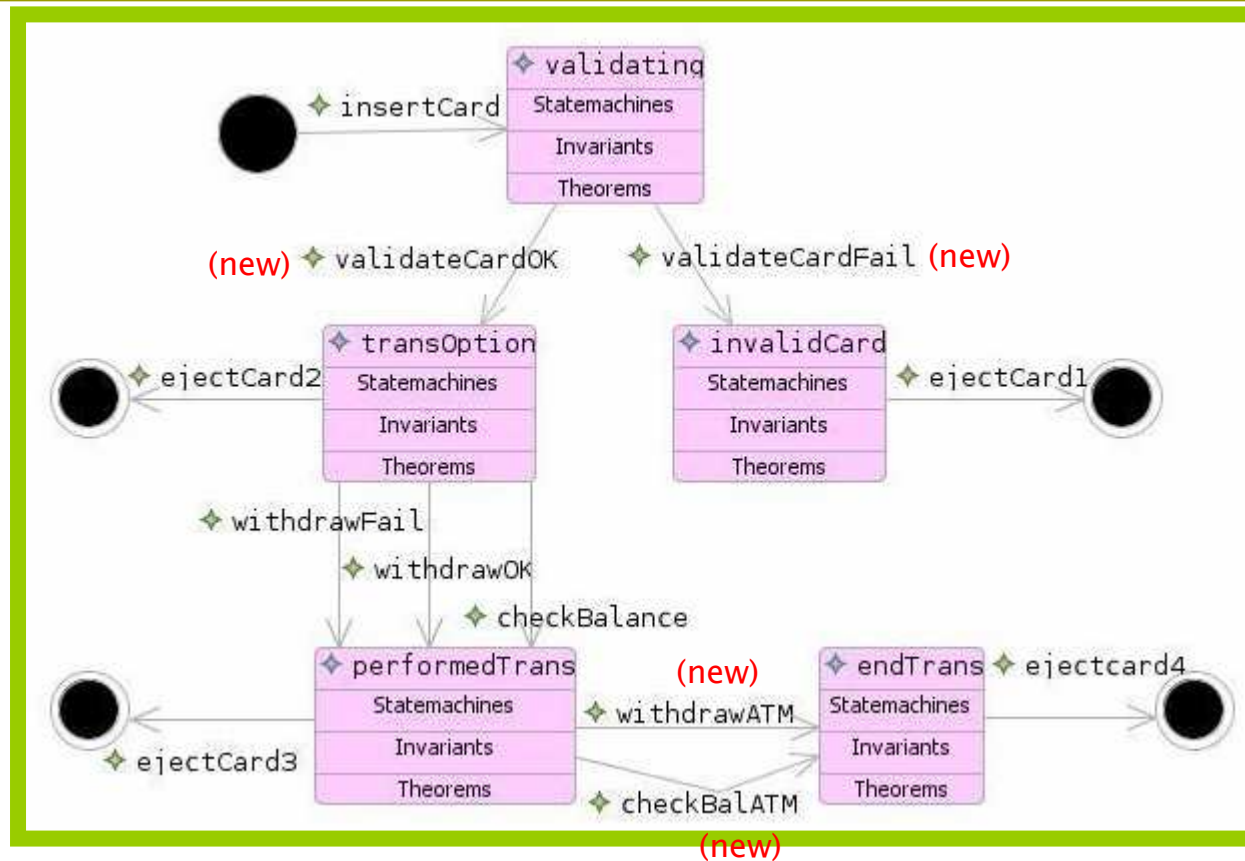 validating
Statemachines
Invariants
Theorems
insertCard
(new) validateCardOK
validateCardFail (new)
transOption
Statemachines
Invariants
Theorems
invalidCard
Statemachines
Invariants
Theorems
ejectCard2
ejectCard1
withdrawFail
withdrawOK
checkBalance
performedTrans
Statemachines
Invariants
Theorems
(new)
withdrawATM
endTrans
Statemachines
Invariants
Theorems
ejectcard4
ejectCard3
checkBalATM
(new)